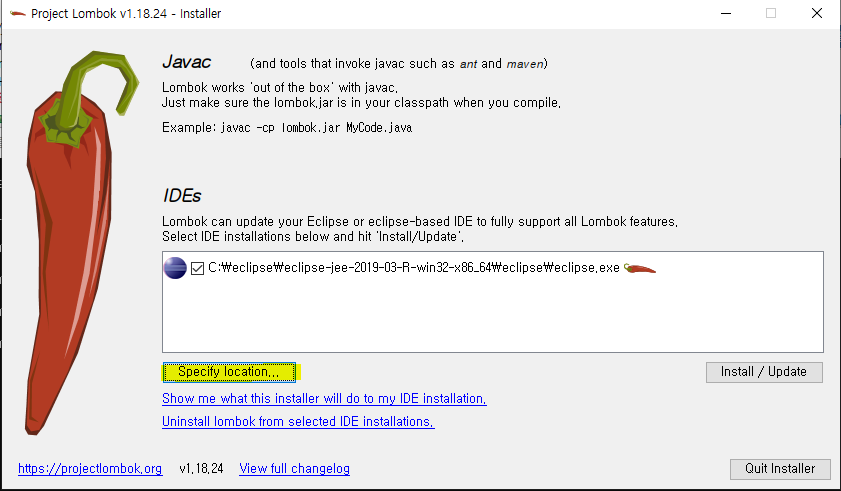 Project Lombok v1.18.24 - Installer
Javac (and tools that invoke javac such as ant and maven)
Lombok works 'out of the box' with javac.
Just make sure the lombok.jar is in your classpath when you compile.
Example: javac -cp lombok.jar MyCode.java
IDEs
Lombok can update your Eclipse or eclipse-based IDE to fully support all Lombok features.
Select IDE installations below and hit 'Install/Update'.
C:₩eclipse₩eclipse-jee-2019-03-R-win32-x86_64₩eclipse₩eclipse.exe
Specify location...
Install / Update
Show me what this installer will do to my IDE installation.
Uninstall lombok from selected IDE installations.
https://projectlombok.org v1.18.24 View full changelog
Quit Installer